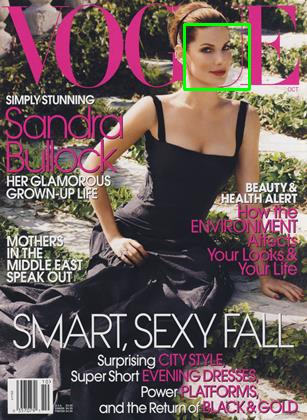 VOGUE
OCT
SIMPLY STUNNING
Sandra
Bullock
HER GLAMOROUS
GROWN-UP LIFE
BEAUTY &
HEALTH ALERT
How the
ENVIRONMENT
Affects
Your Looks &
Your Life
MOTHERS
IN THE
MIDDLE EAST
SPEAK OUT
SMART, SEXY FALL
Surprising CITY STYLE,
Super Short EVENING DRESSES,
Power PLATFORMS,
and the Return of BLACK & GOLD